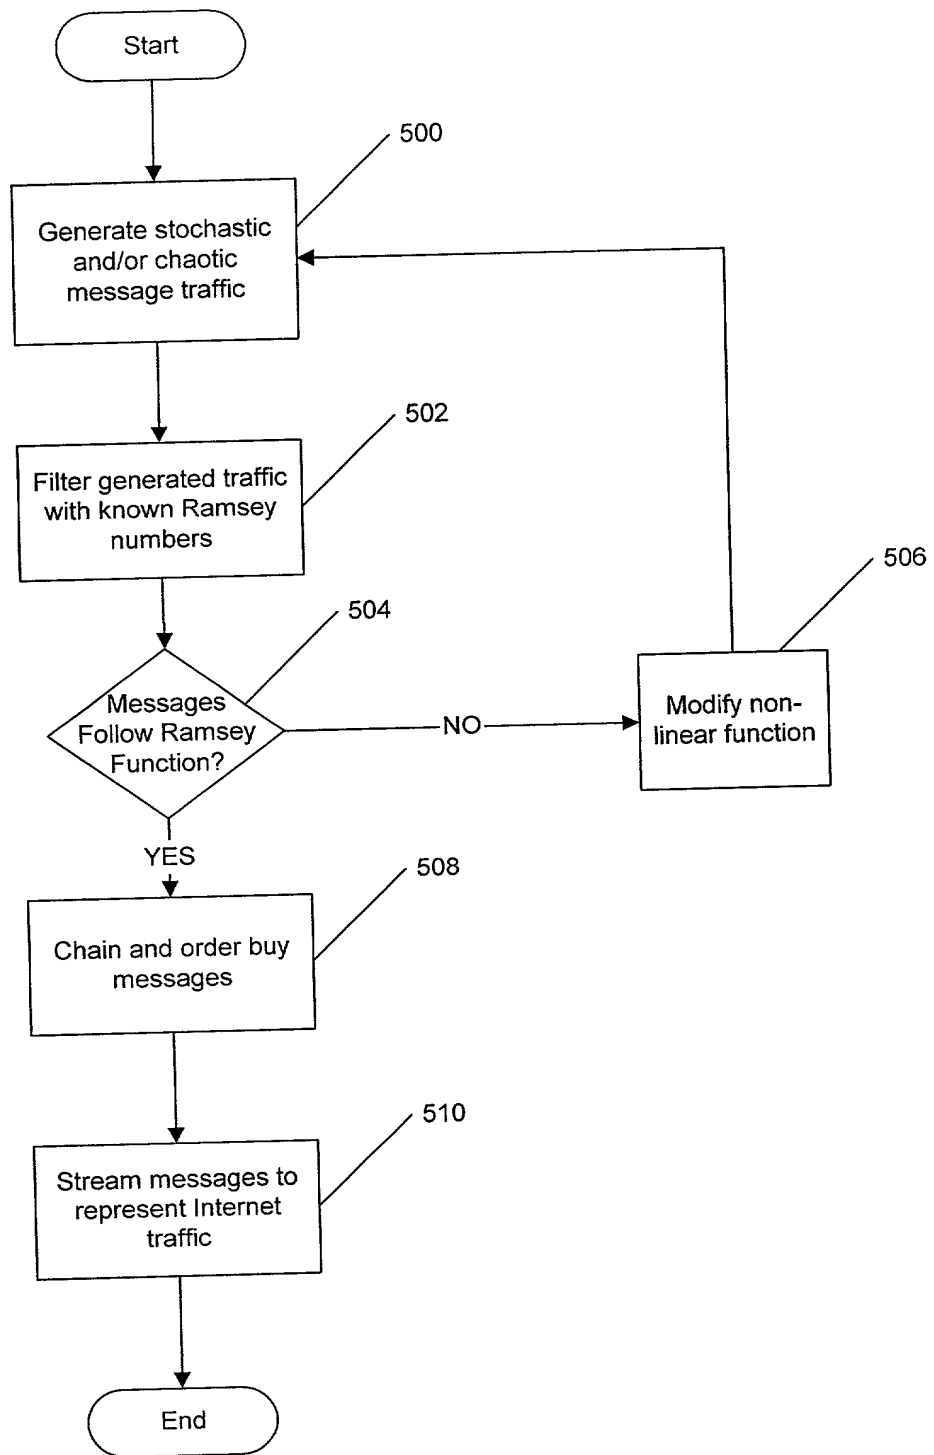 Start
500
Generate stochastic
and/or chaotic
message traffic
502
Filter generated traffic
with known Ramsey
numbers
504
506
Messages
Follow Ramsey
Function?
NO
Modify non-
linear function
YES
508
Chain and order buy
messages
510
Stream messages to
represent Internet
traffic
End